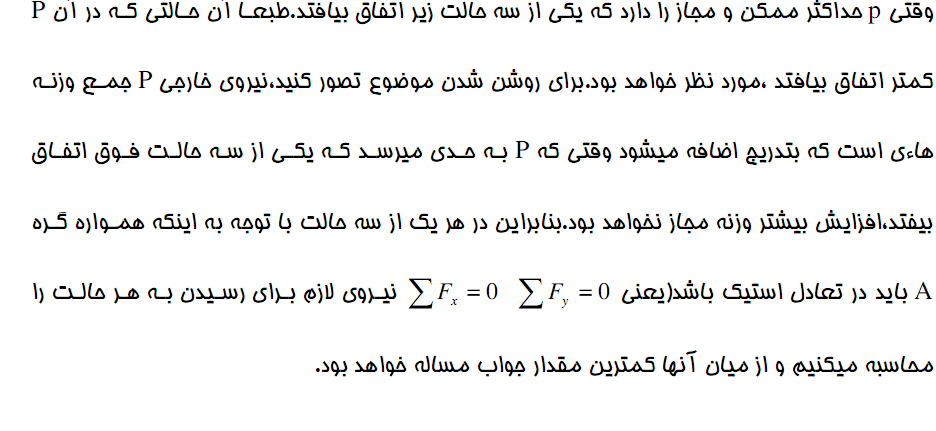 وقتی p حداکثر ممکن و مجاز را دارد که یکی از سه حالت زیر اتفاق بیافتد.طبعا آن حالتی که در آن P
کمتر اتفاق بیافتد ،مورد نظر خواهد بود.برای روشن شدن موضوع تصور کنید،نیروی خارجی P جمع وزنه
هاءی است که بتدریج اضافه میشود وقتی که P به حدی میرسد که یکی از سه حالت فوق اتفاق
بیفتد،افزایش بیشتر وزنه مجاز نخواهد بود.بنابراین در هر یک از سه حالت با توجه به اینکه همواره گره
A باید در تعادل استیک باشد(یعنی ∑F_x = 0 ∑F_y = 0 نیروی لازم برای رسیدن به هر حالت را
محاسبه میکنیم و از میان آنها کمترین مقدار جواب مساله خواهد بود.